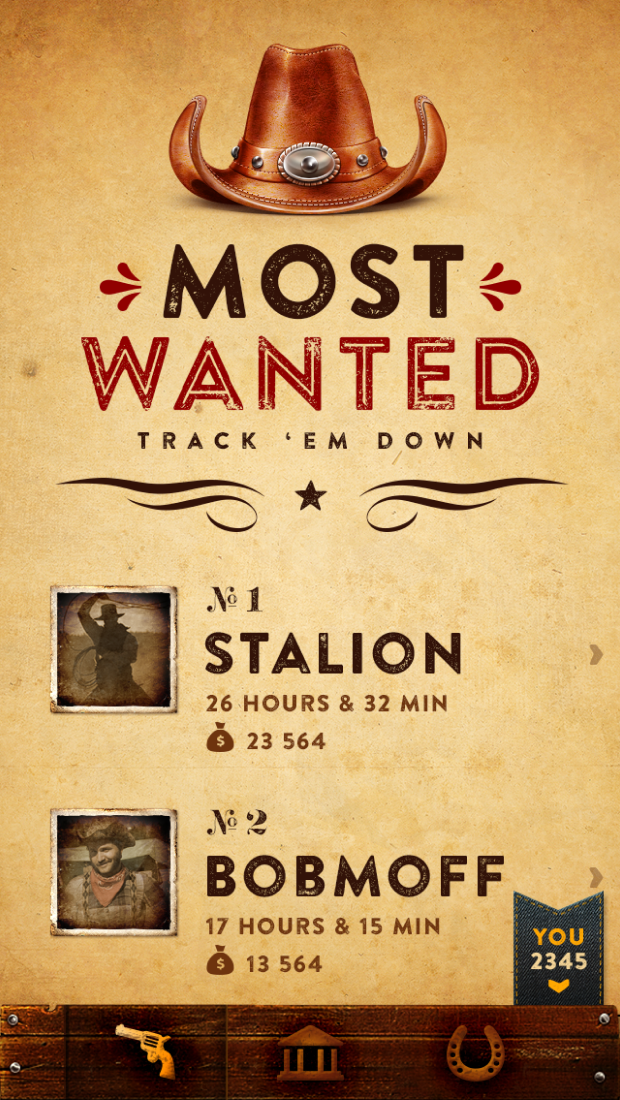 MOST
WANTED
TRACK ‘EM DOWN
№ 1
STALION
26 HOURS & 32 MIN
$ 23 564
№ 2
BOBMOFF
17 HOURS & 15 MIN
$ 13 564
YOU
2345